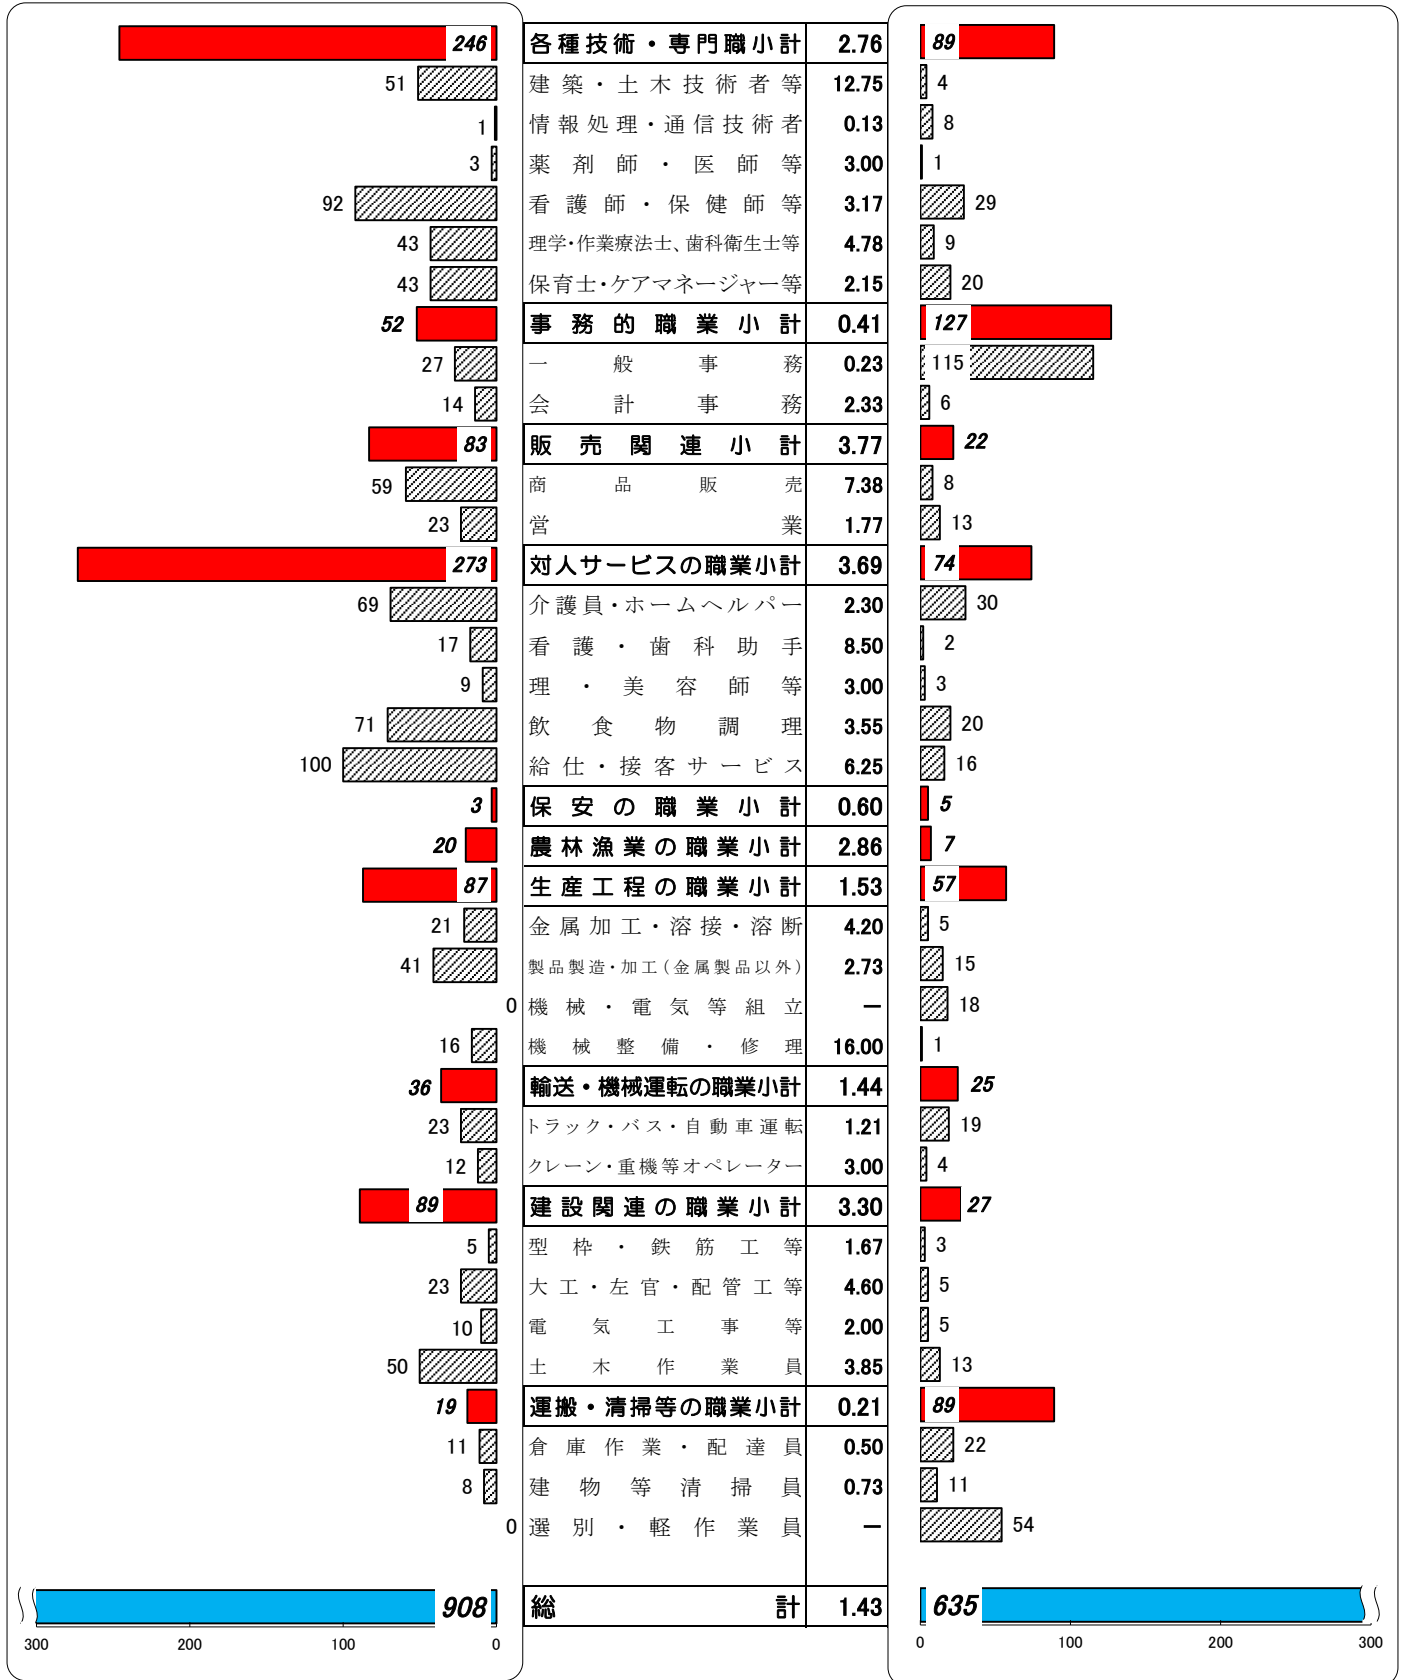 246 各種技術・専門職小計 2.76 89
51 建築・土木技術者等 12.75 4
1 情報処理・通信技術者 0.13 8
3 薬剤師・医師等 3.00 1
92 看護師・保健師等 3.17 29
43 理学・作業療法士、歯科衛生士等 4.78 9
43 保育士・ケアマネージャー等 2.15 20
52 事務的職業小計 0.41 127
27 一般事務 0.23 115
14 会計事務 2.33 6
83 販売関連小計 3.77 22
59 商品販売 7.38 8
23 営業 1.77 13
273 対人サービスの職業小計 3.69 74
69 介護員・ホームヘルパー 2.30 30
17 看護・歯科助手 8.50 2
9 理・美容師等 3.00 3
71 飲食物調理 3.55 20
100 給仕・接客サービス 6.25 16
3 保安の職業小計 0.60 5
20 農林漁業の職業小計 2.86 7
87 生産工程の職業小計 1.53 57
21 金属加工・溶接・溶断 4.20 5
41 製品製造・加工(金属製品以外) 2.73 15
0 機械・電気等組立 ― 18
16 機械整備・修理 16.00 1
36 輸送・機械運転の職業小計 1.44 25
23 トラック・バス・自動車運転 1.21 19
12 クレーン・重機等オペレーター 3.00 4
89 建設関連の職業小計 3.30 27
5 型枠・鉄筋工等 1.67 3
23 大工・左官・配管工等 4.60 5
10 電気工事等 2.00 5
50 土木作業員 3.85 13
19 運搬・清掃等の職業小計 0.21 89
11 倉庫作業・配達員 0.50 22
8 建物等清掃員 0.73 11
0 選別・軽作業員 ― 54
908 総計 1.43 635
300 200 100 0 0 100 200 300